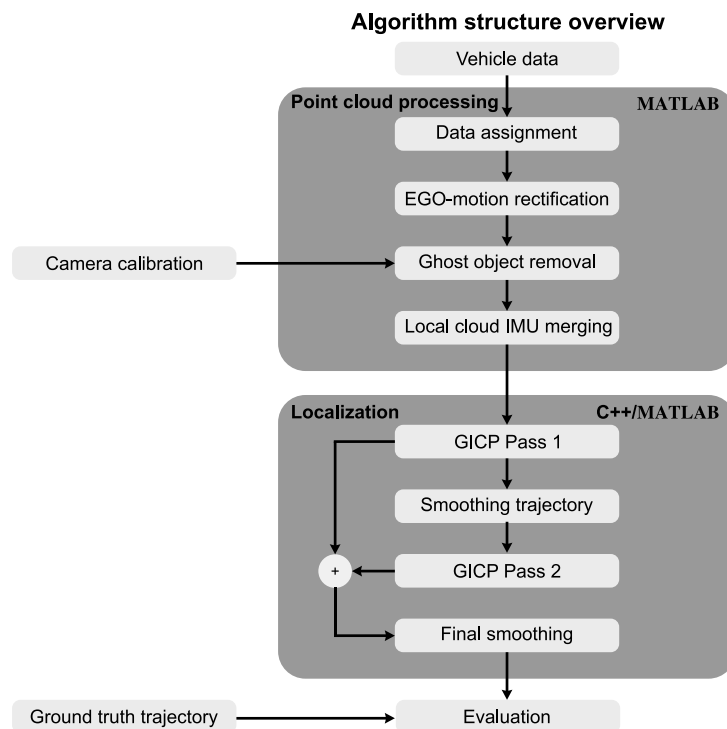 Algorithm structure overview
Vehicle data
Point cloud processing MATLAB
Data assignment
EGO-motion rectification
Camera calibration
Ghost object removal
Local cloud IMU merging
Localization C++/MATLAB
GICP Pass 1
Smoothing trajectory
+
GICP Pass 2
Final smoothing
Ground truth trajectory
Evaluation